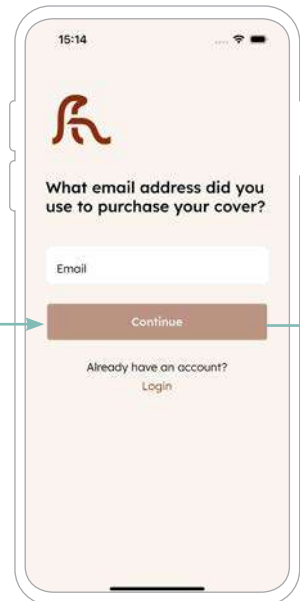 15:14
What email address did you
use to purchase your cover?
Email
Continue
Already have an account?
Login